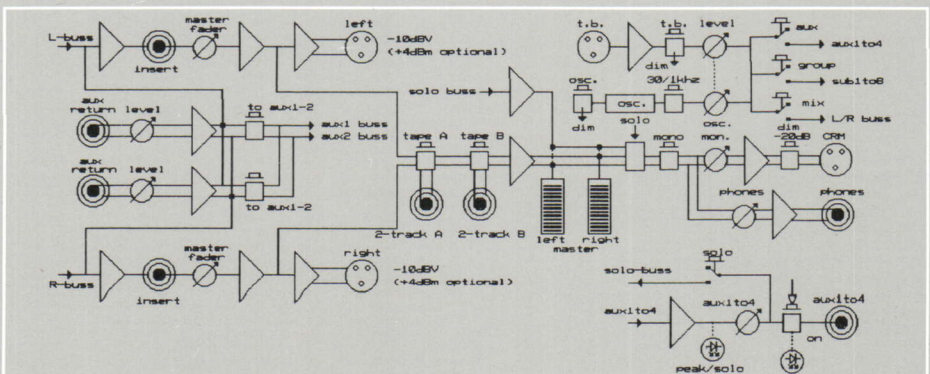 L-buss
master
fader
insert
left
-10dBV
(+4dBm optional)
aux
return level
to aux1-2
aux1 buss
aux2 buss
aux
return level
to aux1-2
R-buss
insert
master
fader
right
-10dBV
(+4dBm optional)
solo buss
tape A
tape B
2-track A
2-track B
left
right
master
t.b.
t.b.
level
dim
osc.
30/1khz
osc.
dim
solo
osc.
aux
aux1to4
group
sub1to8
mix
L/R buss
mono
mon.
dim
-20dB
CRM
phones
phones
solo
solo-buss
aux1to4
aux1to4
aux1to4
peak/solo
on